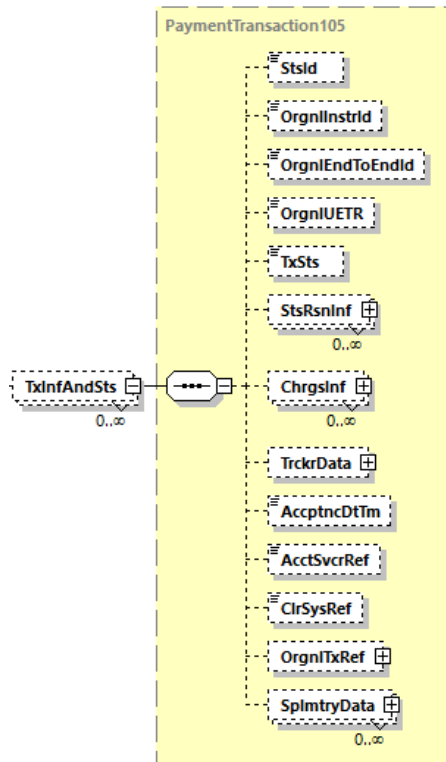 PaymentTransaction105
StsId
OrgnlInstrId
OrgnlEndToEndId
OrgnlUETR
TxSts
StsRsnInf
0..∞
TxInfAndSts
0..∞
ChrgsInf
0..∞
TrckrData
AccptncDtTm
AcctSvcrRef
ClrSysRef
OrgnlTxRef
SplmtryData
0..∞